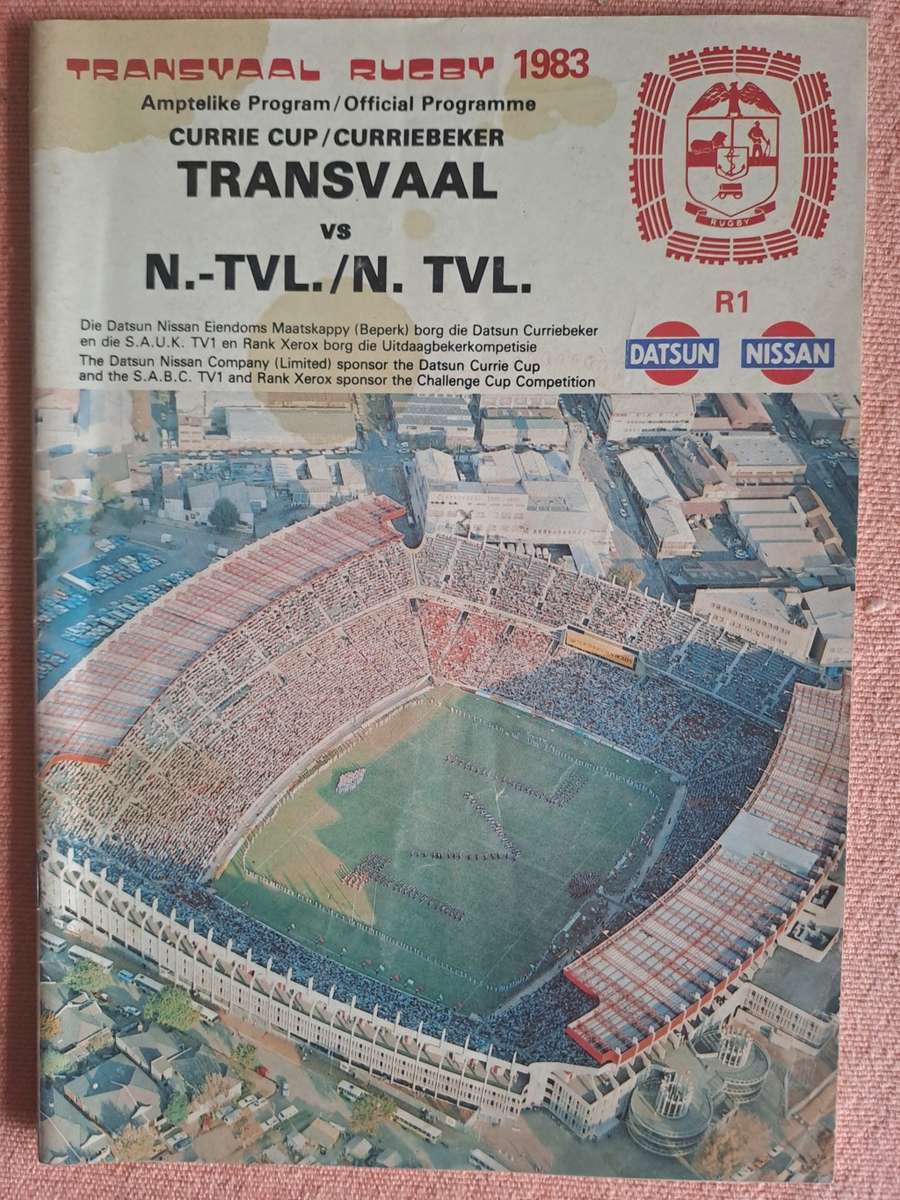 TRANSVAAL RUGBY 1983
Amptelike Program/Official Programme
CURRIE CUP/CURRIEBEKER
TRANSVAAL
VS
N.-TVL./N. TVL.
Die Datsun Nissan Eiendoms Maatskappy (Beperk) borg die Datsun Curriebeker
en die S.A.U.K. TV1 en Rank Xerox borg die Uitdaagbekerkompetisie
The Datsun Nissan Company (Limited) sponsor the Datsun Currie Cup
and the S.A.B.C. TV1 and Rank Xerox sponsor the Challenge Cup Competition
RUGBY
R1
DATSUN NISSAN